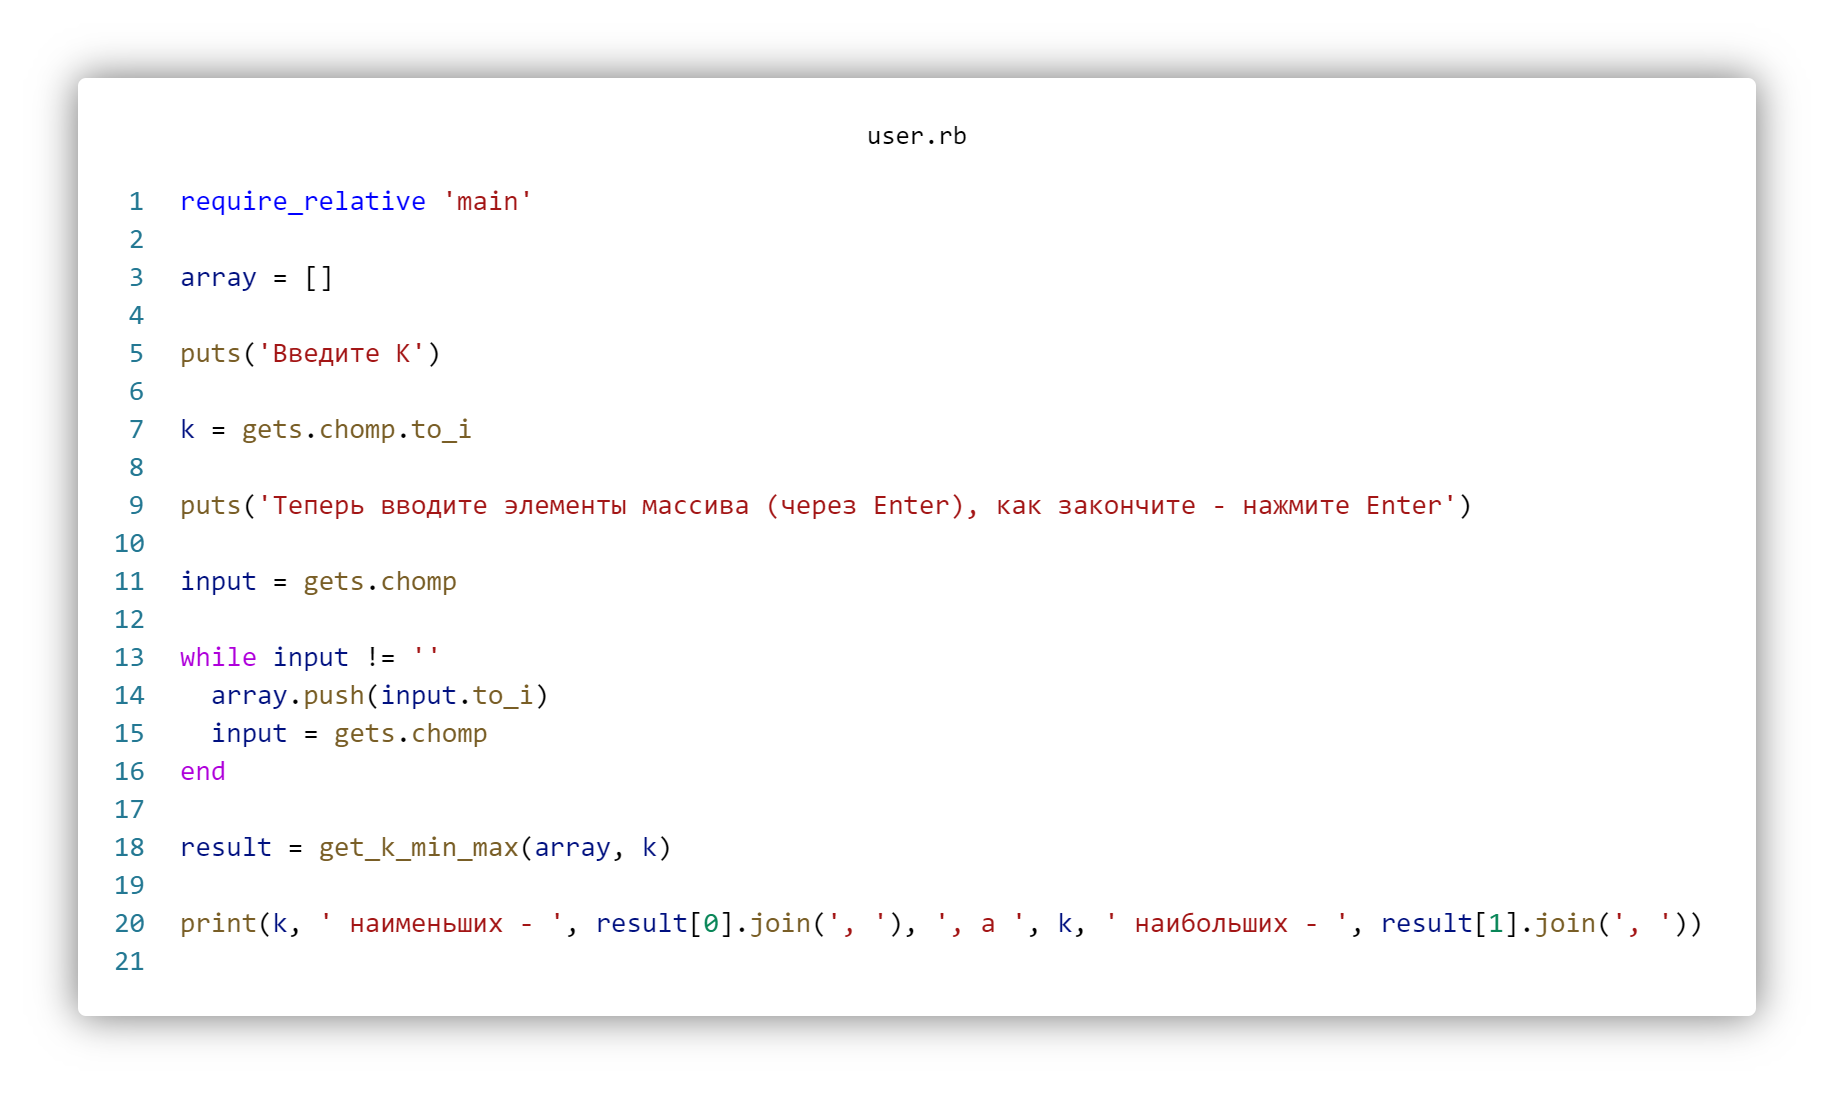 user.rb
1 require_relative 'main'
2
3 array = []
4
5 puts('Введите K')
6
7 k = gets.chomp.to_i
8
9 puts('Теперь вводите элементы массива (через Enter), как закончите - нажмите Enter')
10
11 input = gets.chomp
12
13 while input != ''
14   array.push(input.to_i)
15   input = gets.chomp
16 end
17
18 result = get_k_min_max(array, k)
19
20 print(k, ' наименьших - ', result[0].join(', '), ', а ', k, ' наибольших - ', result[1].join(', '))
21